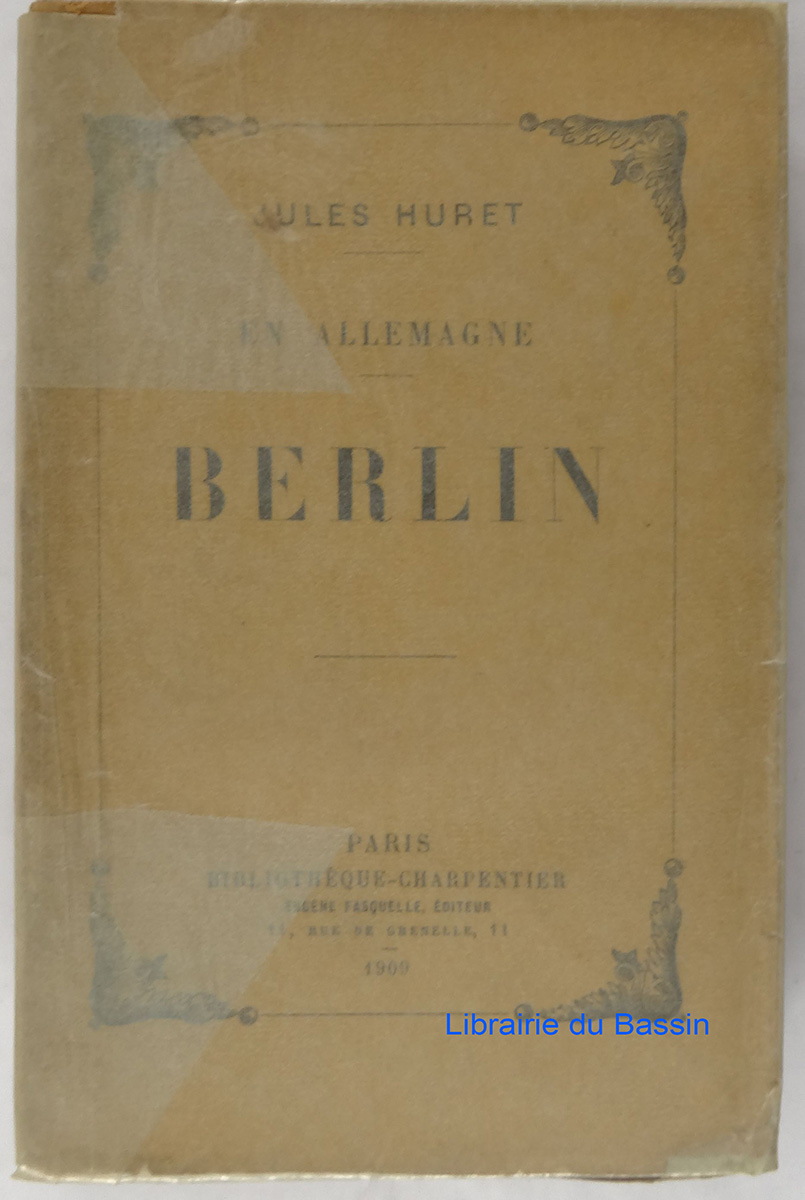 JULES HURET
EN ALLEMAGNE
BERLIN
PARIS
BIBLIOTHÈQUE-CHARPENTIER
EUGÈNE FASQUELLE, ÉDITEUR
11, RUE DE GRENELLE, 11
1909
Librairie du Bassin